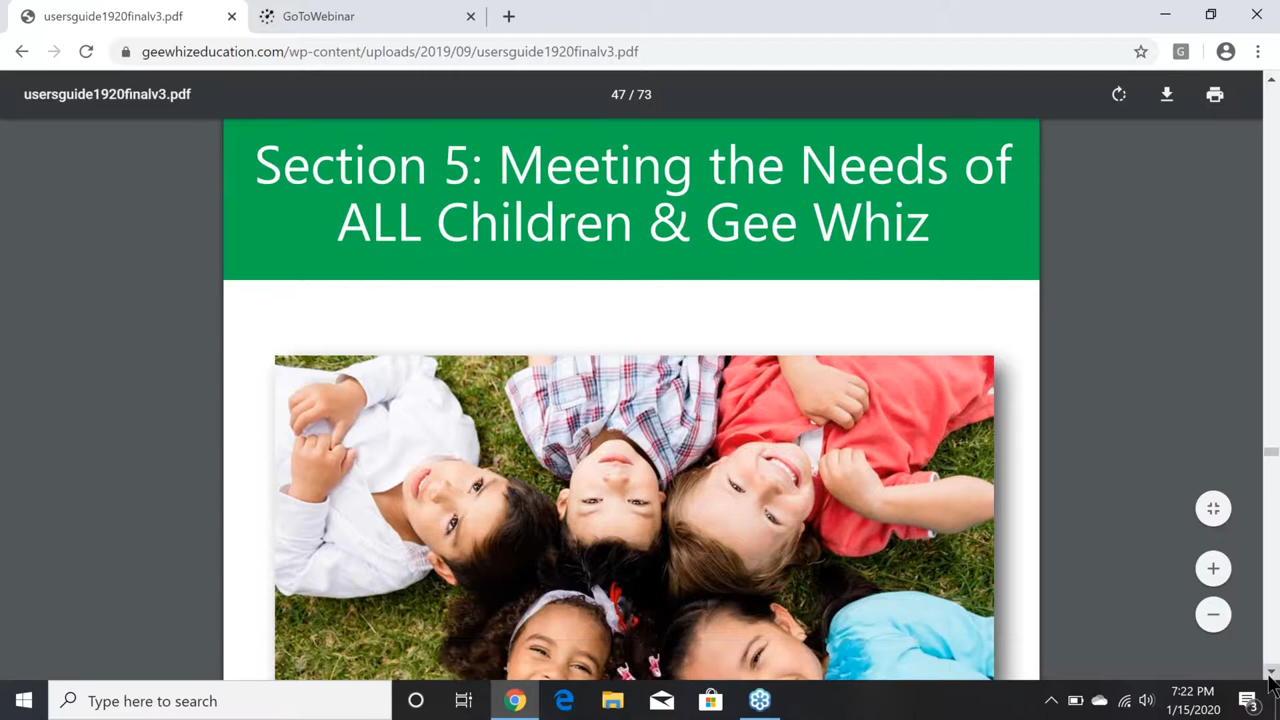 usersguide1920finalv3.pdf
GoToWebinar
geewhizeducation.com/wp-content/uploads/2019/09/usersguide1920finalv3.pdf
G
usersguide1920finalv3.pdf
47 / 73
Section 5: Meeting the Needs of
ALL Children & Gee Whiz
Type here to search
7:22 PM
1/15/2020
3